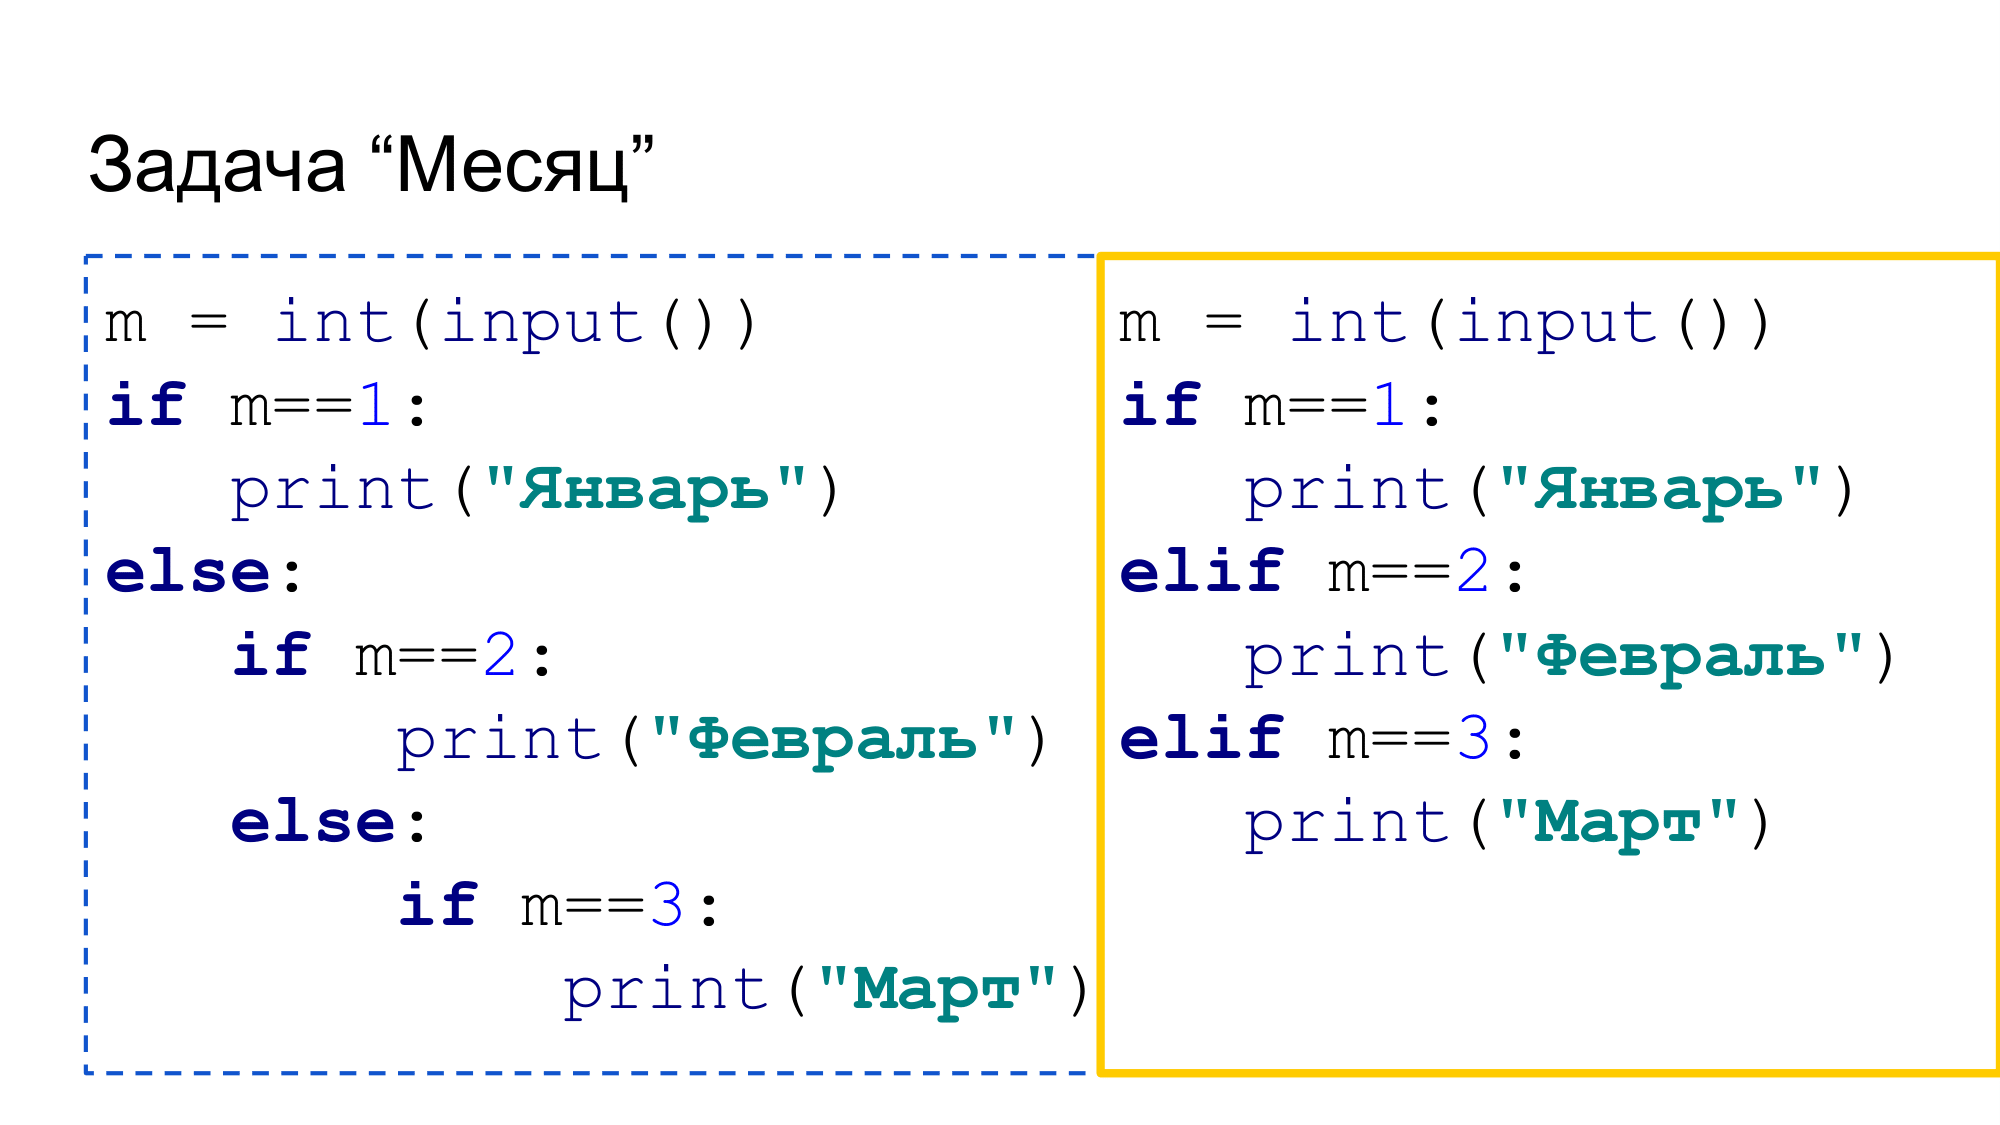 Задача “Месяц”
m = int(input())
if m==1:
   print("Январь")
else:
   if m==2:
       print("Февраль")
   else:
       if m==3:
           print("Март")
m = int(input())
if m==1:
   print("Январь")
elif m==2:
   print("Февраль")
elif m==3:
   print("Март")